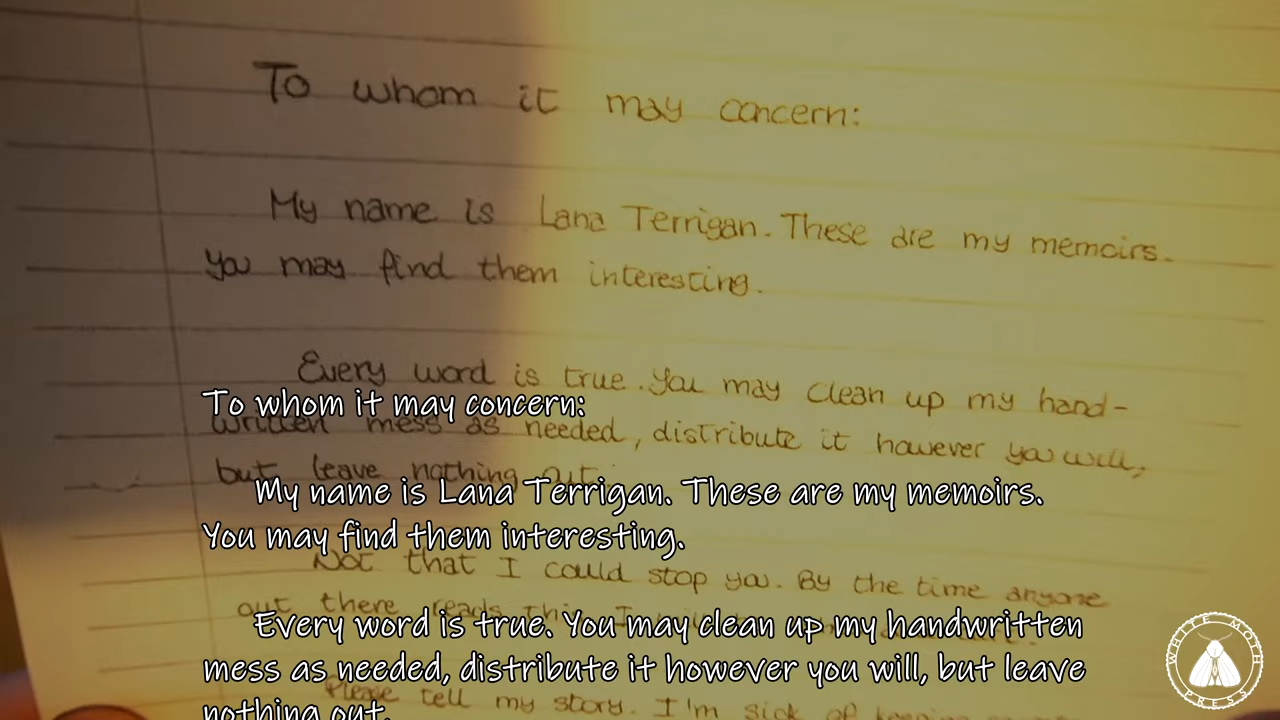 To whom it may concern:
My name is Lana Terrigan. These are my memoirs.
You may find them interesting.
Every word is true. You may clean up my hand-
written mess as needed, distribute it however you will,
but leave nothing out.
Not that I could stop you. By the time anyone
out there reads this, I
Please tell my story. I'm sick of keeping
To whom it may concern:
My name is Lana Terrigan. These are my memoirs.
You may find them interesting.
Every word is true. You may clean up my handwritten
mess as needed, distribute it however you will, but leave
nothing out.
WHITE MOTH
PRESS